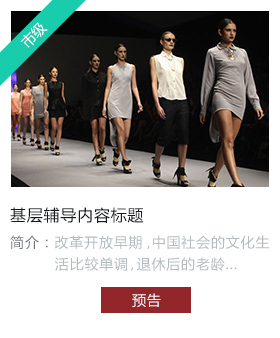 市级
基层辅导内容标题
简介：改革开放早期,中国社会的文化生
活比较单调,退休后的老龄...
预告